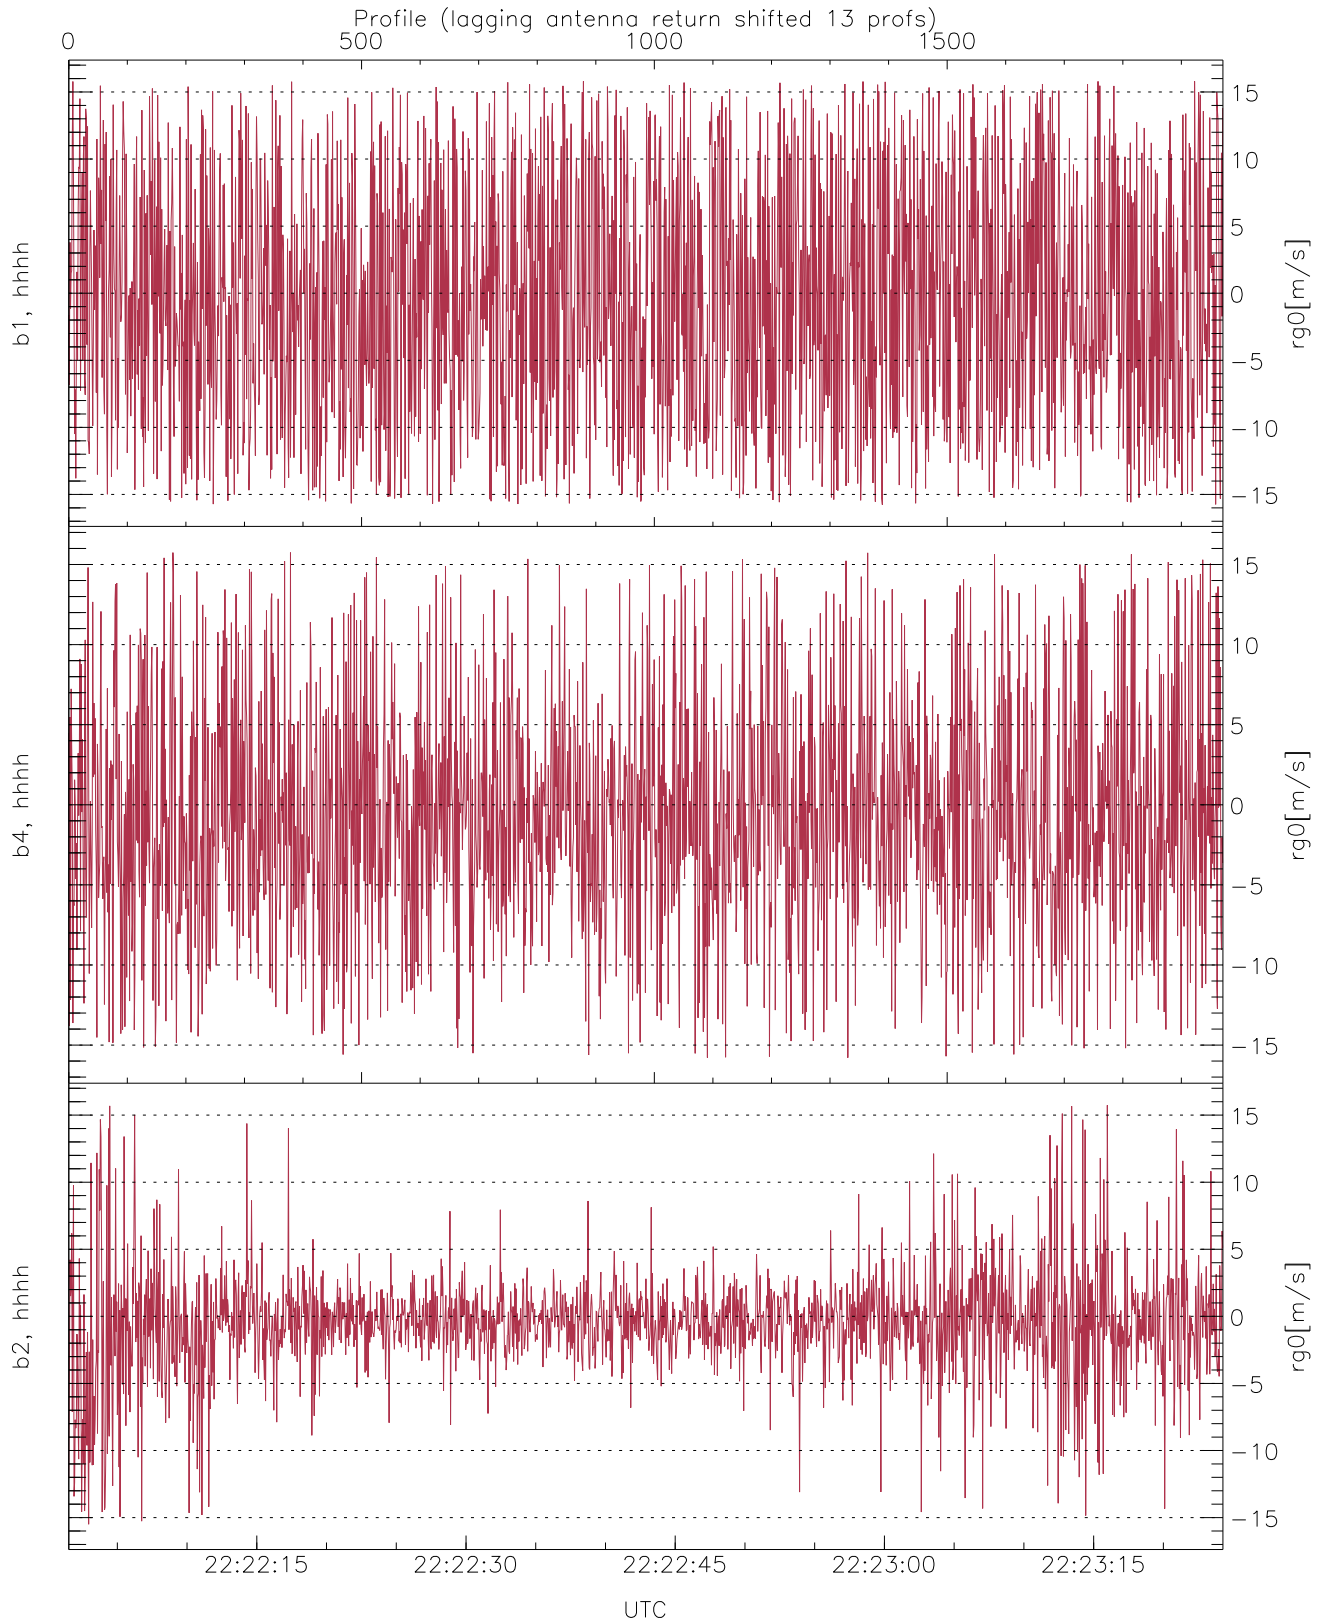 Profile (lagging antenna return shifted 13 profs)
0 500 1000 1500
b1, hhhh
15
10
5
0
-5
-10
-15
rg0[m/s]
b4, hhhh
15
10
5
0
-5
-10
-15
rg0[m/s]
b2, hhhh
15
10
5
0
-5
-10
-15
rg0[m/s]
22:22:15 22:22:30 22:22:45 22:23:00 22:23:15
UTC